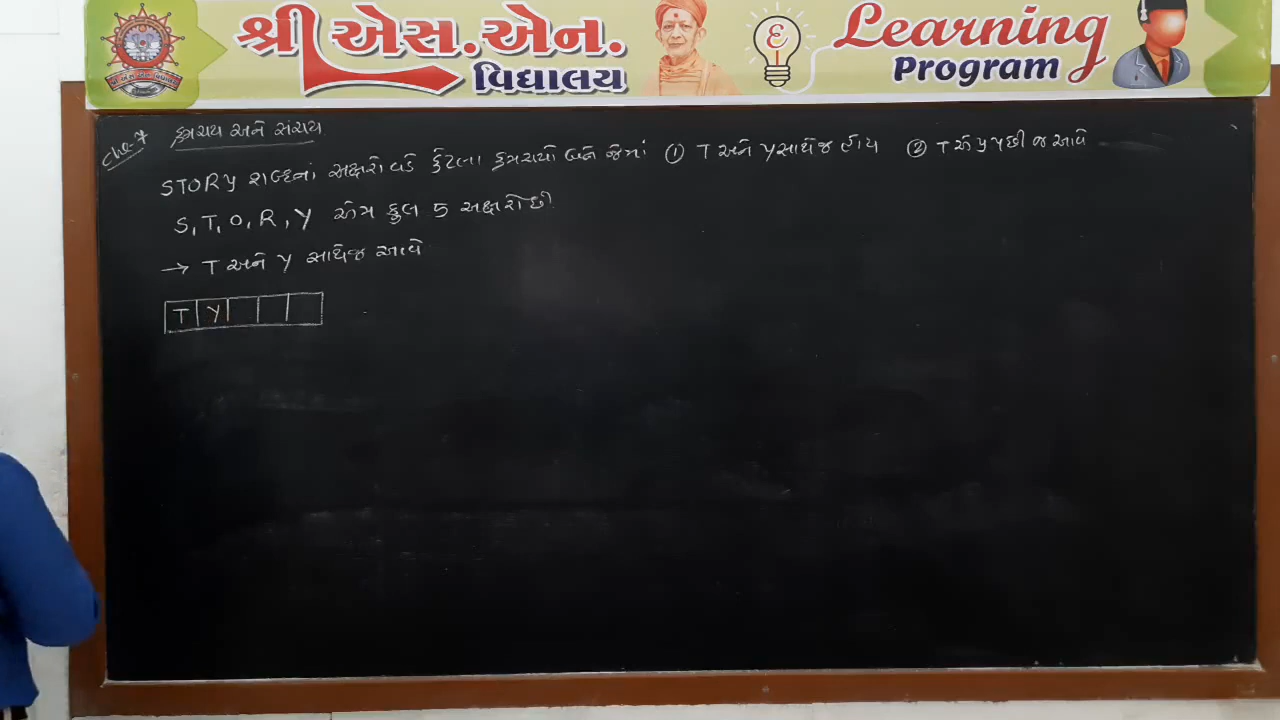 શ્રી એસ.એન.
વિદ્યાલય
Learning
Program
Ch-7 ક્રમચય અને સંચય
STORY શબ્દનાં અક્ષરો વડે કેટલા ક્રમચયો બને જેમાં ① T અને Y સાથેજ હોય ② T એ Y પછી જ આવે
S, T, O, R, Y એમ કુલ 5 અક્ષરો છે
→ T અને Y સાથેજ આવે
T Y